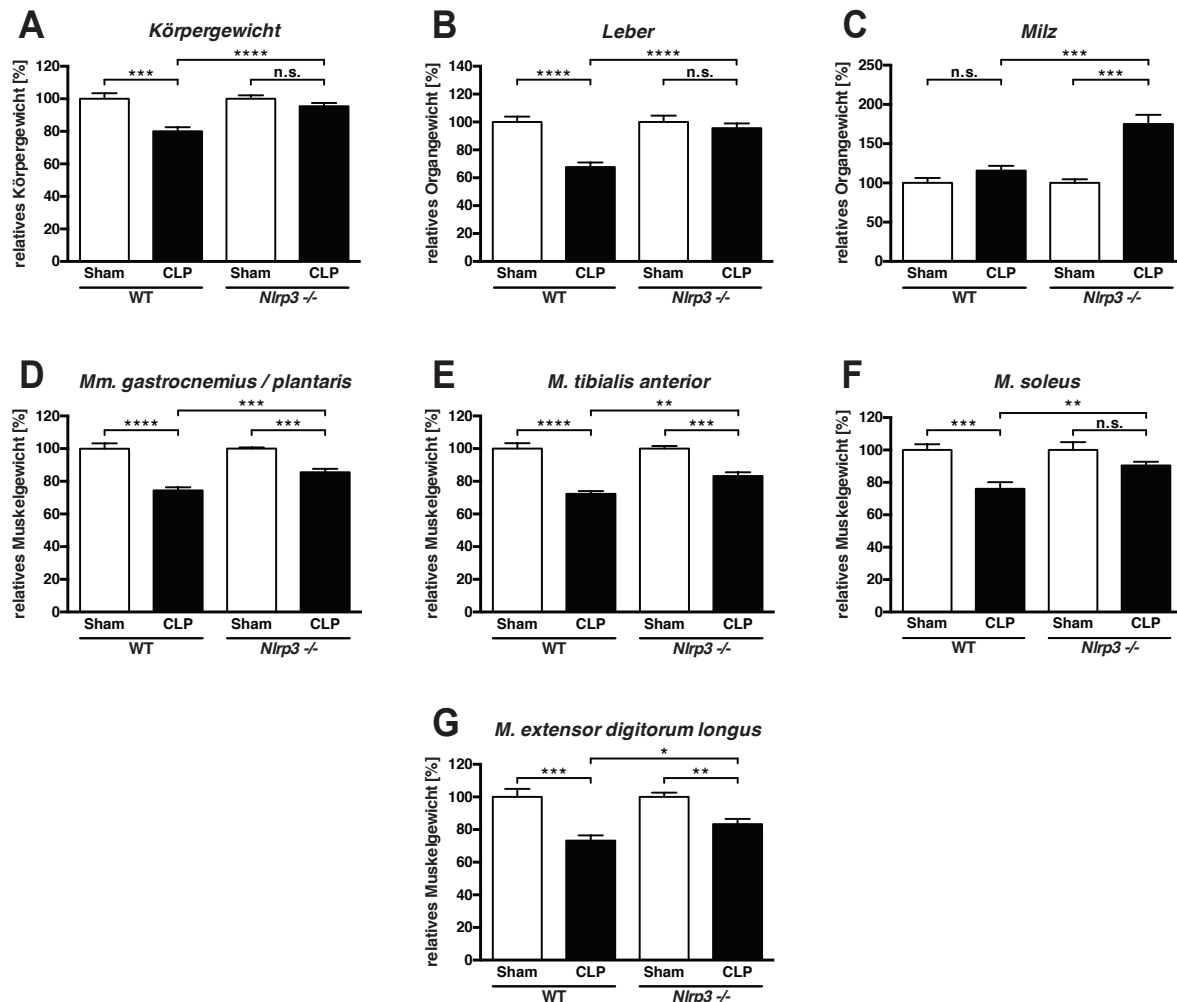 A
Körpergewicht
relatives Körpergewicht [%]
120
100
80
60
40
20
0
***
****
n.s.
Sham CLP Sham CLP
WT Nlrp3 -/-
B
Leber
relatives Organgewicht [%]
140
120
100
80
60
40
20
0
****
****
n.s.
Sham CLP Sham CLP
WT Nlrp3 -/-
C
Milz
relatives Organgewicht [%]
250
200
150
100
50
0
n.s.
***
***
Sham CLP Sham CLP
WT Nlrp3 -/-
D
Mm. gastrocnemius / plantaris
relatives Muskelgewicht [%]
120
100
80
60
40
20
0
****
***
***
Sham CLP Sham CLP
WT Nlrp3 -/-
E
M. tibialis anterior
relatives Muskelgewicht [%]
120
100
80
60
40
20
0
****
**
***
Sham CLP Sham CLP
WT Nlrp3 -/-
F
M. soleus
relatives Muskelgewicht [%]
120
100
80
60
40
20
0
***
**
n.s.
Sham CLP Sham CLP
WT Nlrp3 -/-
G
M. extensor digitorum longus
relatives Muskelgewicht [%]
120
100
80
60
40
20
0
***
*
**
Sham CLP Sham CLP
WT Nlrp3 -/-